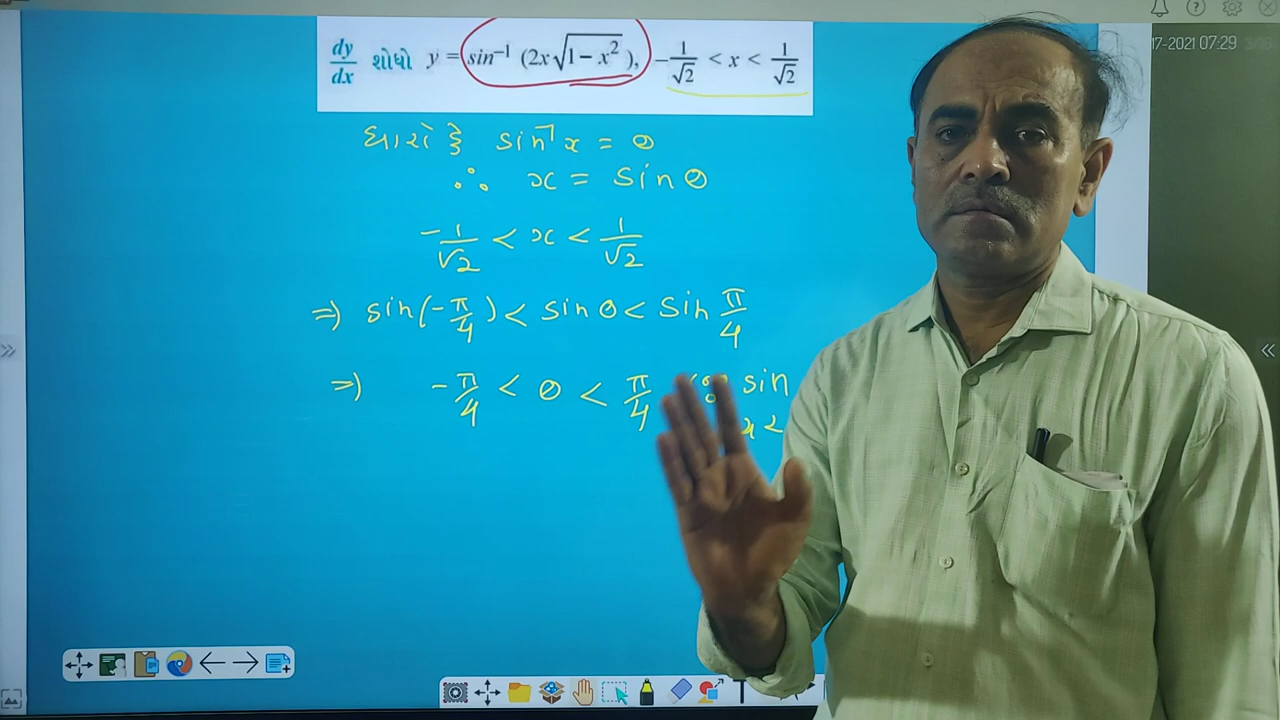 17-2021 07:29
dy/dx શોધો y = sin⁻¹ (2x√(1 – x²)), –1/√2 < x < 1/√2
ધારો કે sin⁻¹x = θ
∴ x = sin θ
-1/√2 < x < 1/√2
⇒ sin(-π/4) < sin θ < sin π/4
⇒ -π/4 < θ < π/4 (∵ sin